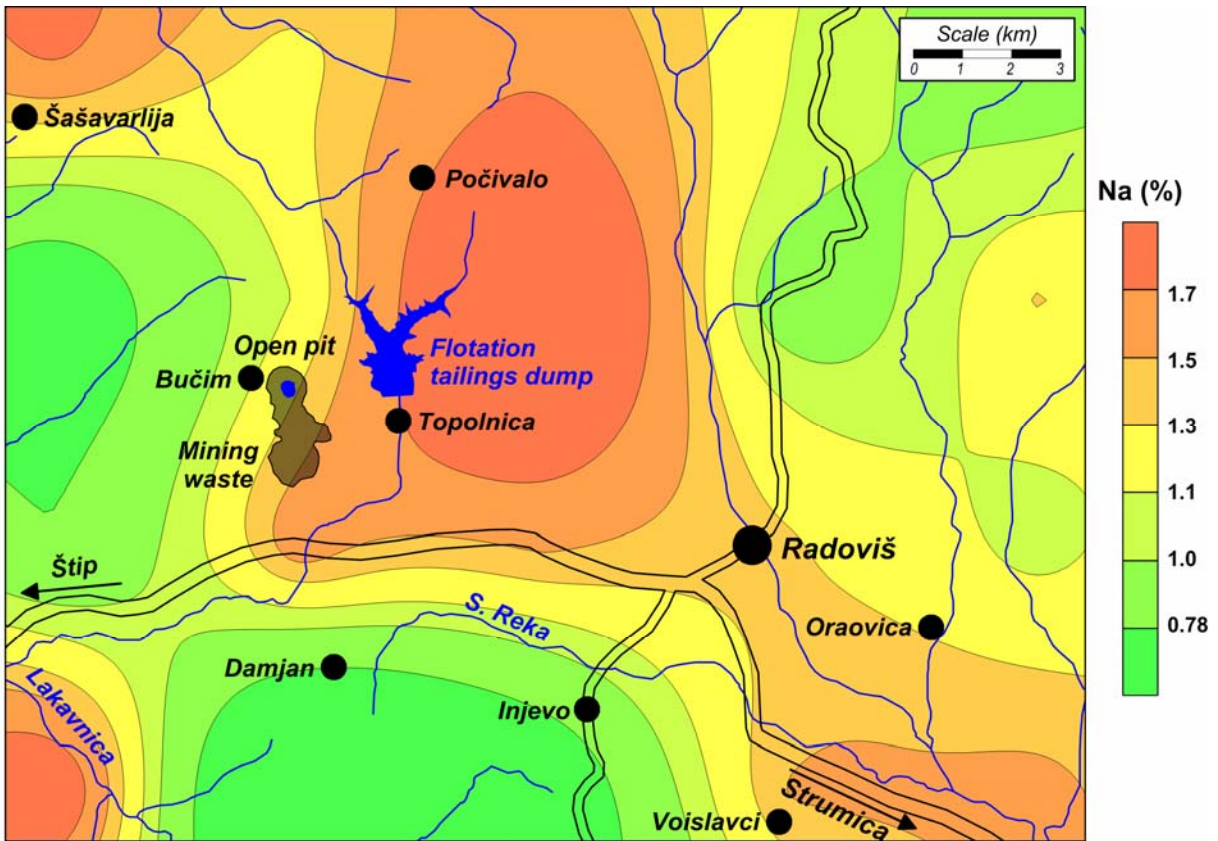 Scale (km)
0 1 2 3
Šašavarlija
Počivalo
Na (%)
1.7
1.5
1.3
1.1
1.0
0.78
Open pit
Bučim
Flotation
tailings dump
Topolnica
Mining
waste
Radoviš
Štip
S. Reka
Oraovica
Damjan
Lakavnica
Injevo
Voislavci
Strumica